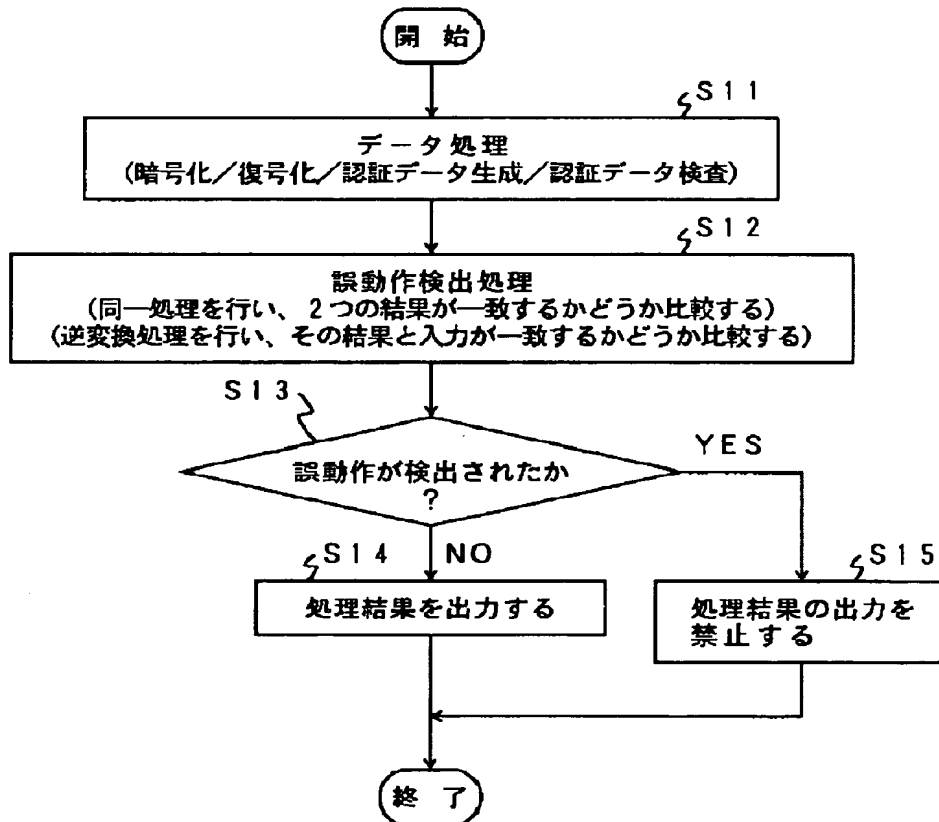 開 始
S11
データ処理
(暗号化/復号化/認証データ生成/認証データ検査)
S12
誤動作検出処理
(同一処理を行い、2つの結果が一致するかどうか比較する)
(逆変換処理を行い、その結果と入力が一致するかどうか比較する)
S13
誤動作が検出されたか
?
YES
S14
NO
処理結果を出力する
S15
処理結果の出力を
禁止する
終 了